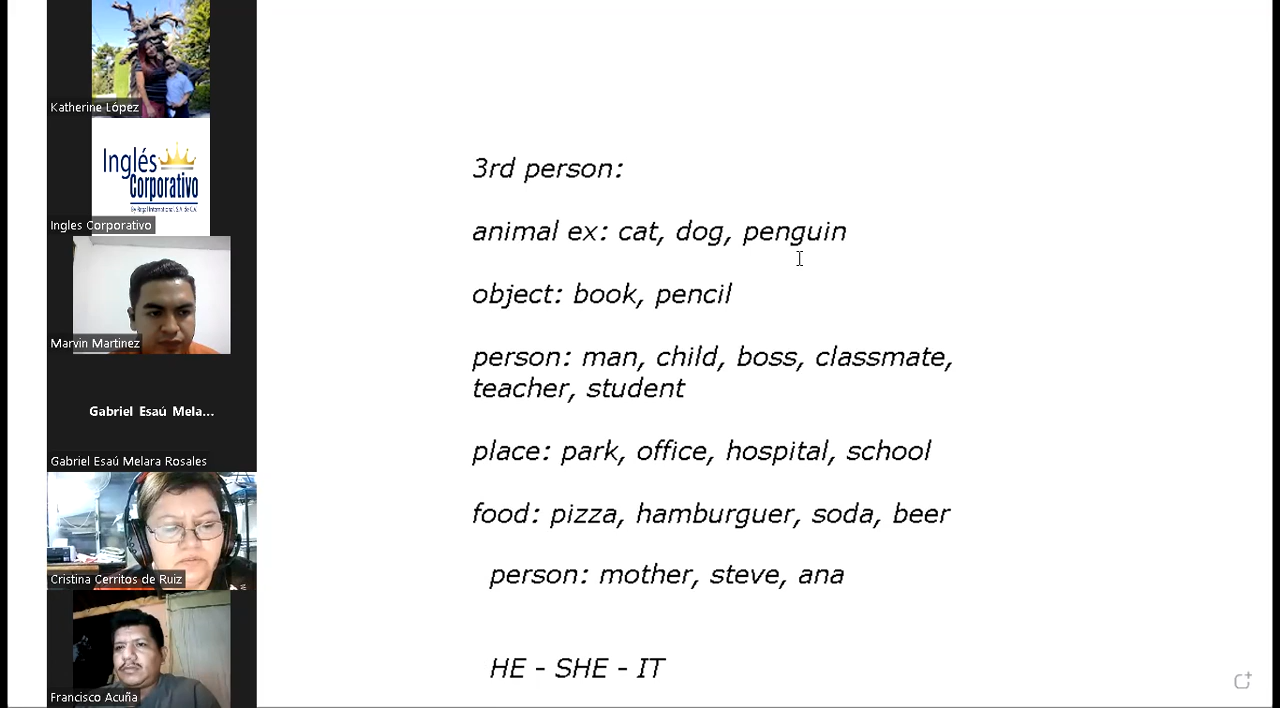 Katherine López
Inglés
Corporativo
Ingles Corporativo
Marvin Martinez
Gabriel Esaú Mela...
Gabriel Esaú Melara Rosales
Cristina Cerritos de Ruiz
Francisco Acuña
3rd person:
animal ex: cat, dog, penguin
object: book, pencil
person: man, child, boss, classmate,
teacher, student
place: park, office, hospital, school
food: pizza, hamburguer, soda, beer
person: mother, steve, ana
HE - SHE - IT